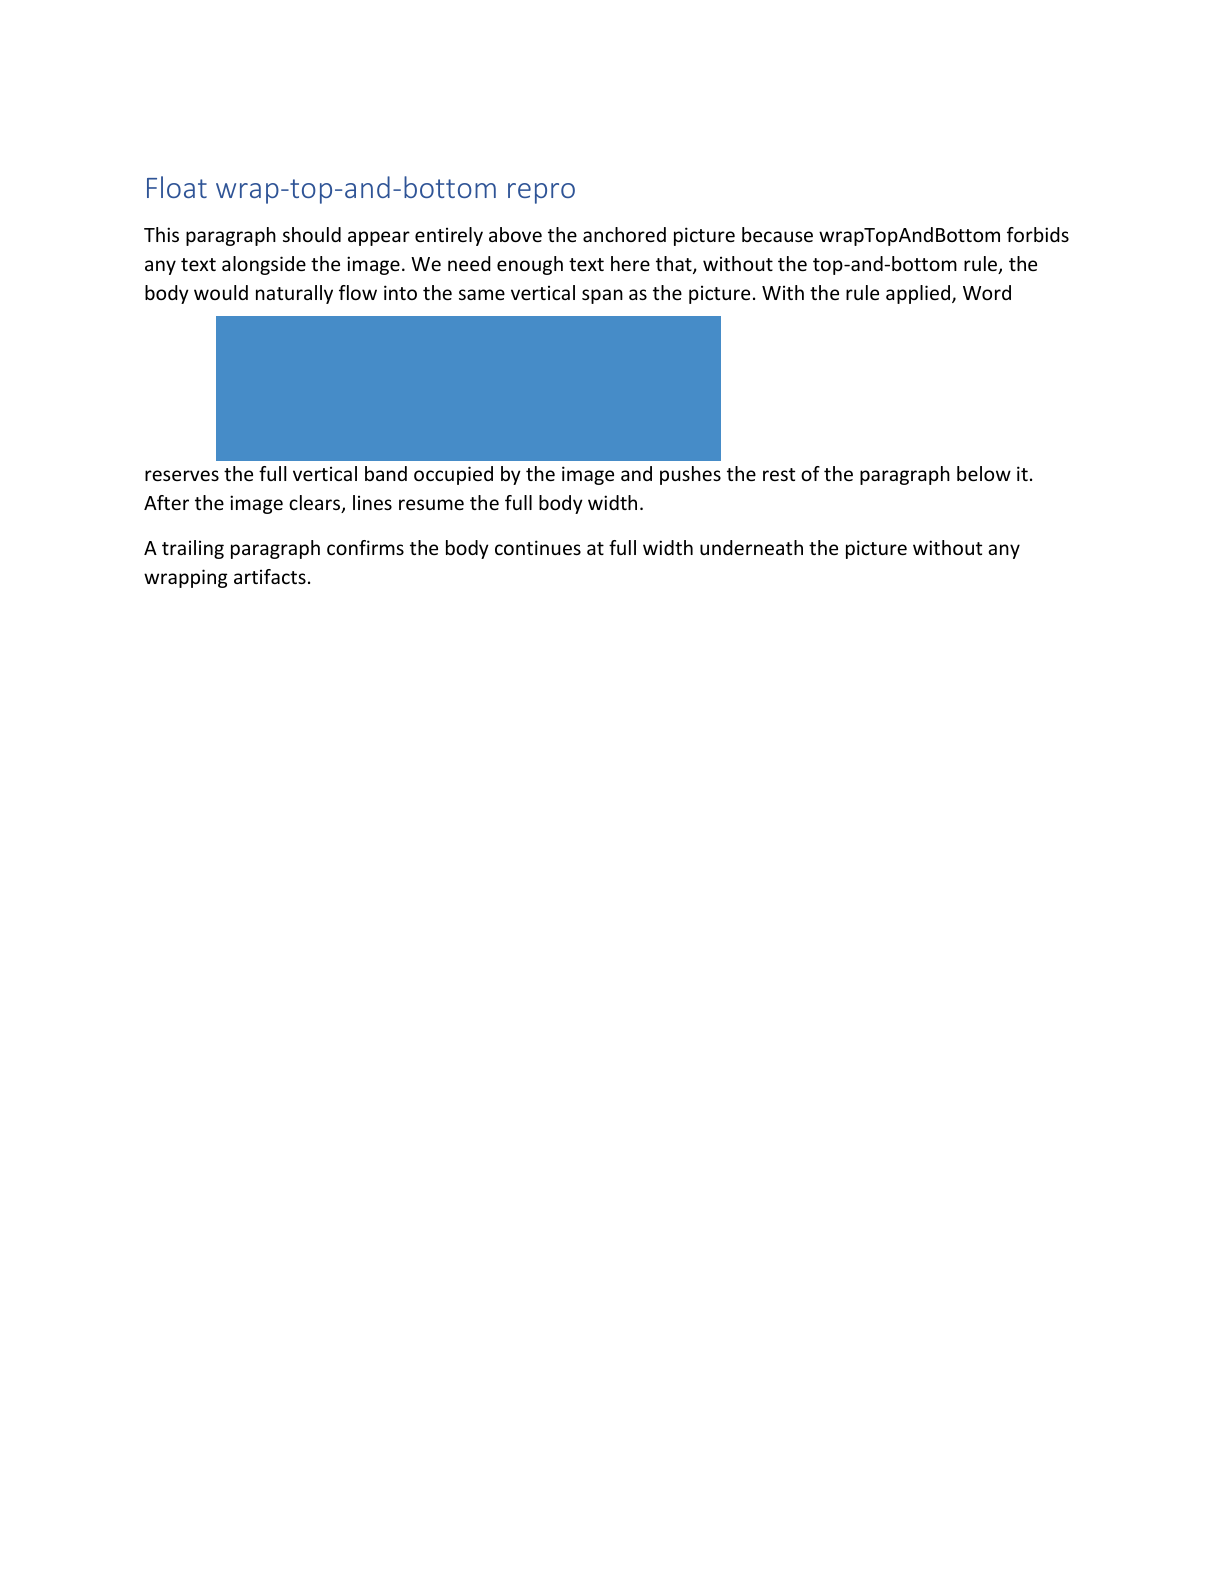 Float wrap-top-and-bottom repro
This paragraph should appear entirely above the anchored picture because wrapTopAndBottom forbids
any text alongside the image. We need enough text here that, without the top-and-bottom rule, the
body would naturally flow into the same vertical span as the picture. With the rule applied, Word
reserves the full vertical band occupied by the image and pushes the rest of the paragraph below it.
After the image clears, lines resume the full body width.
A trailing paragraph confirms the body continues at full width underneath the picture without any
wrapping artifacts.